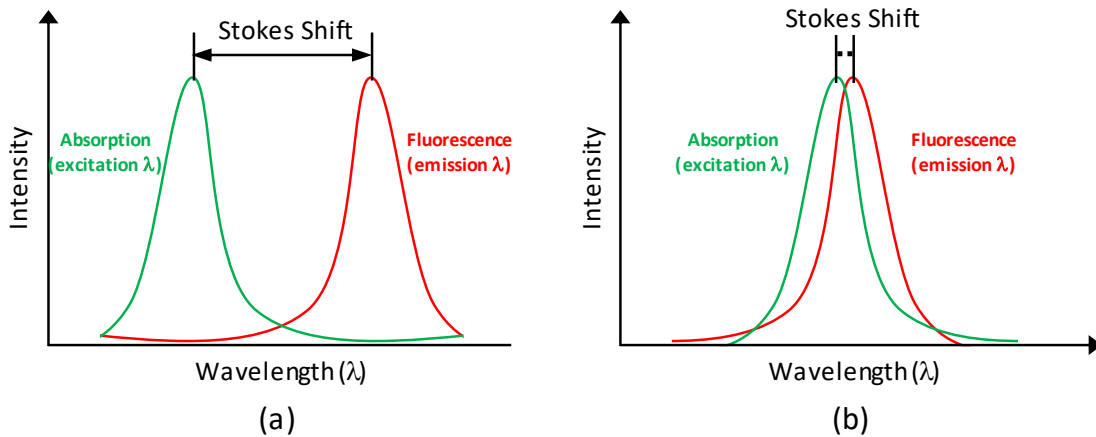 Stokes Shift
Absorption
(excitation λ)
Fluorescence
(emission λ)
Intensity
Wavelength (λ)
(a)
Stokes Shift
Absorption
(excitation λ)
Fluorescence
(emission λ)
Intensity
Wavelength (λ)
(b)